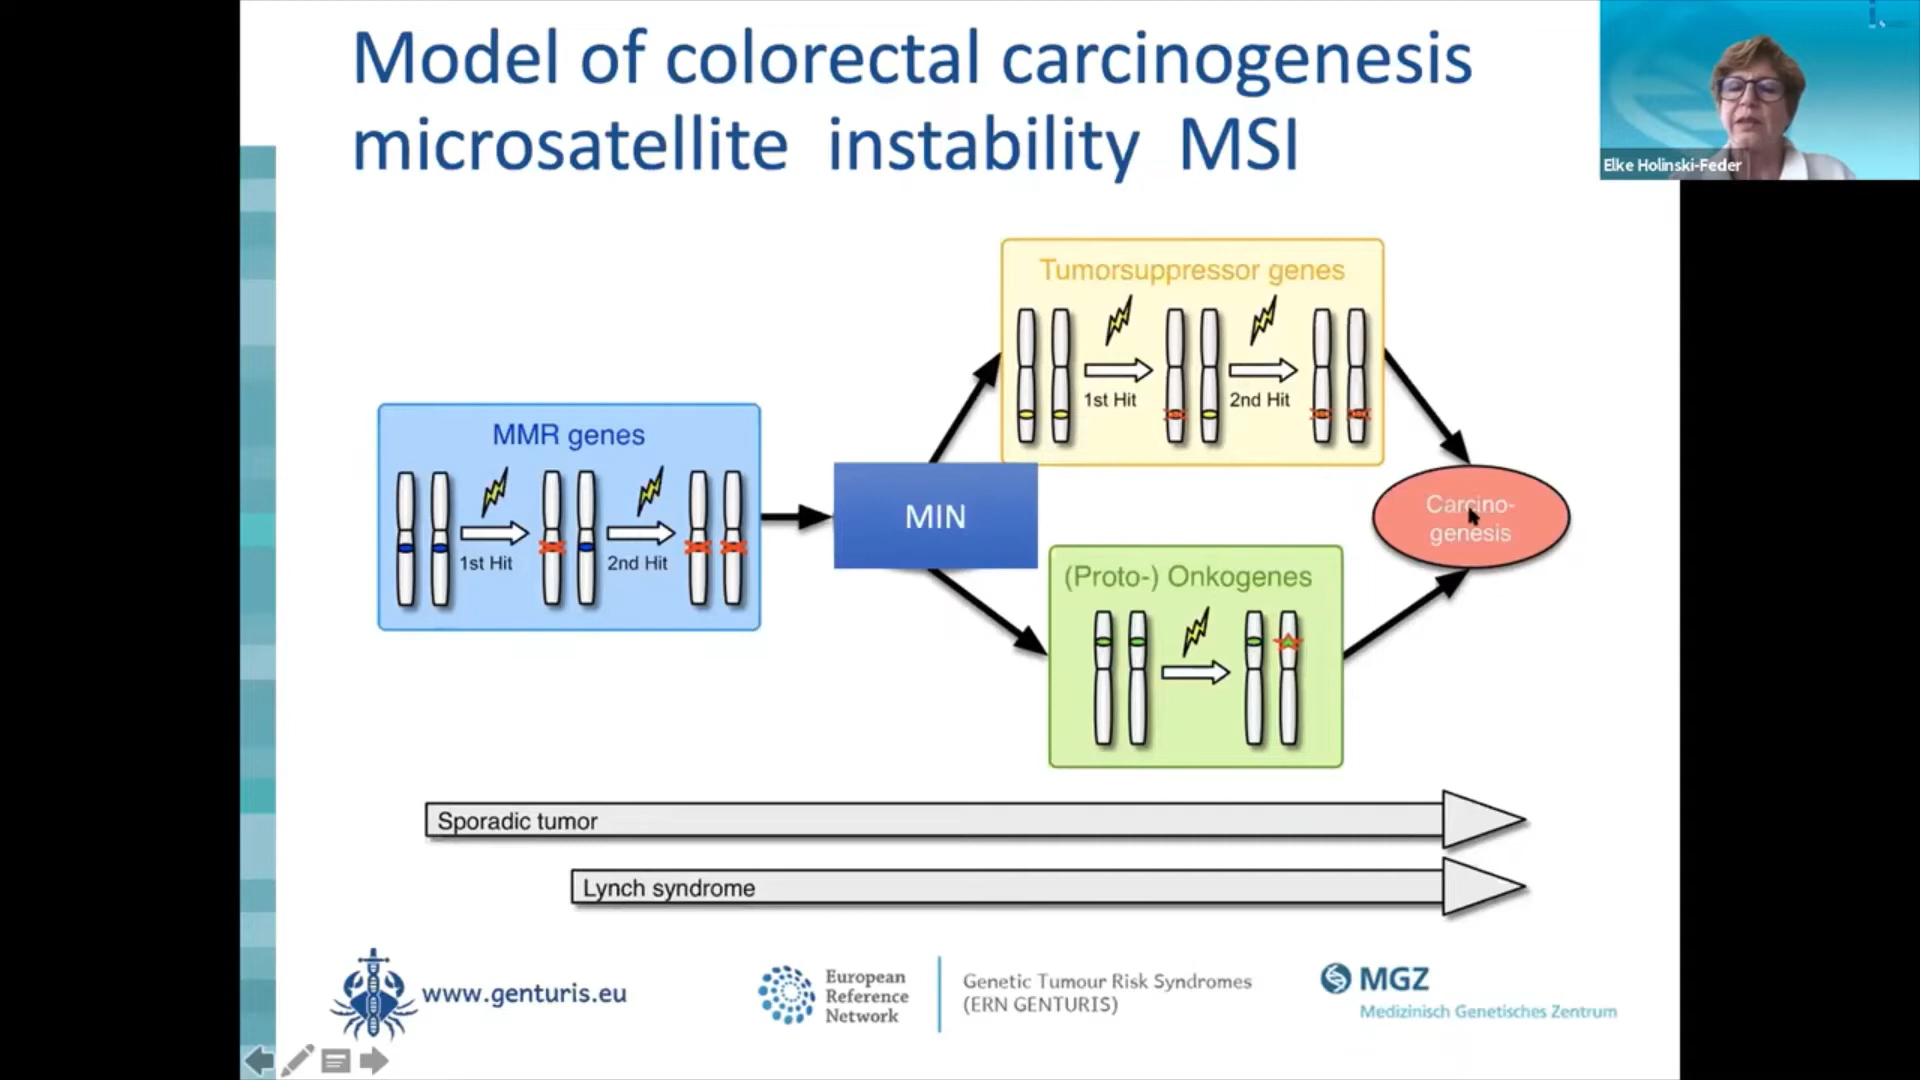 Model of colorectal carcinogenesis
microsatellite instability MSI
Elke Holinski-Feder
Tumorsuppressor genes
1st Hit
2nd Hit
MMR genes
1st Hit
2nd Hit
MIN
Carcino-
genesis
(Proto-) Onkogenes
Sporadic tumor
Lynch syndrome
www.genturis.eu
European
Reference
Network
Genetic Tumour Risk Syndromes
(ERN GENTURIS)
MGZ
Medizinisch Genetisches Zentrum